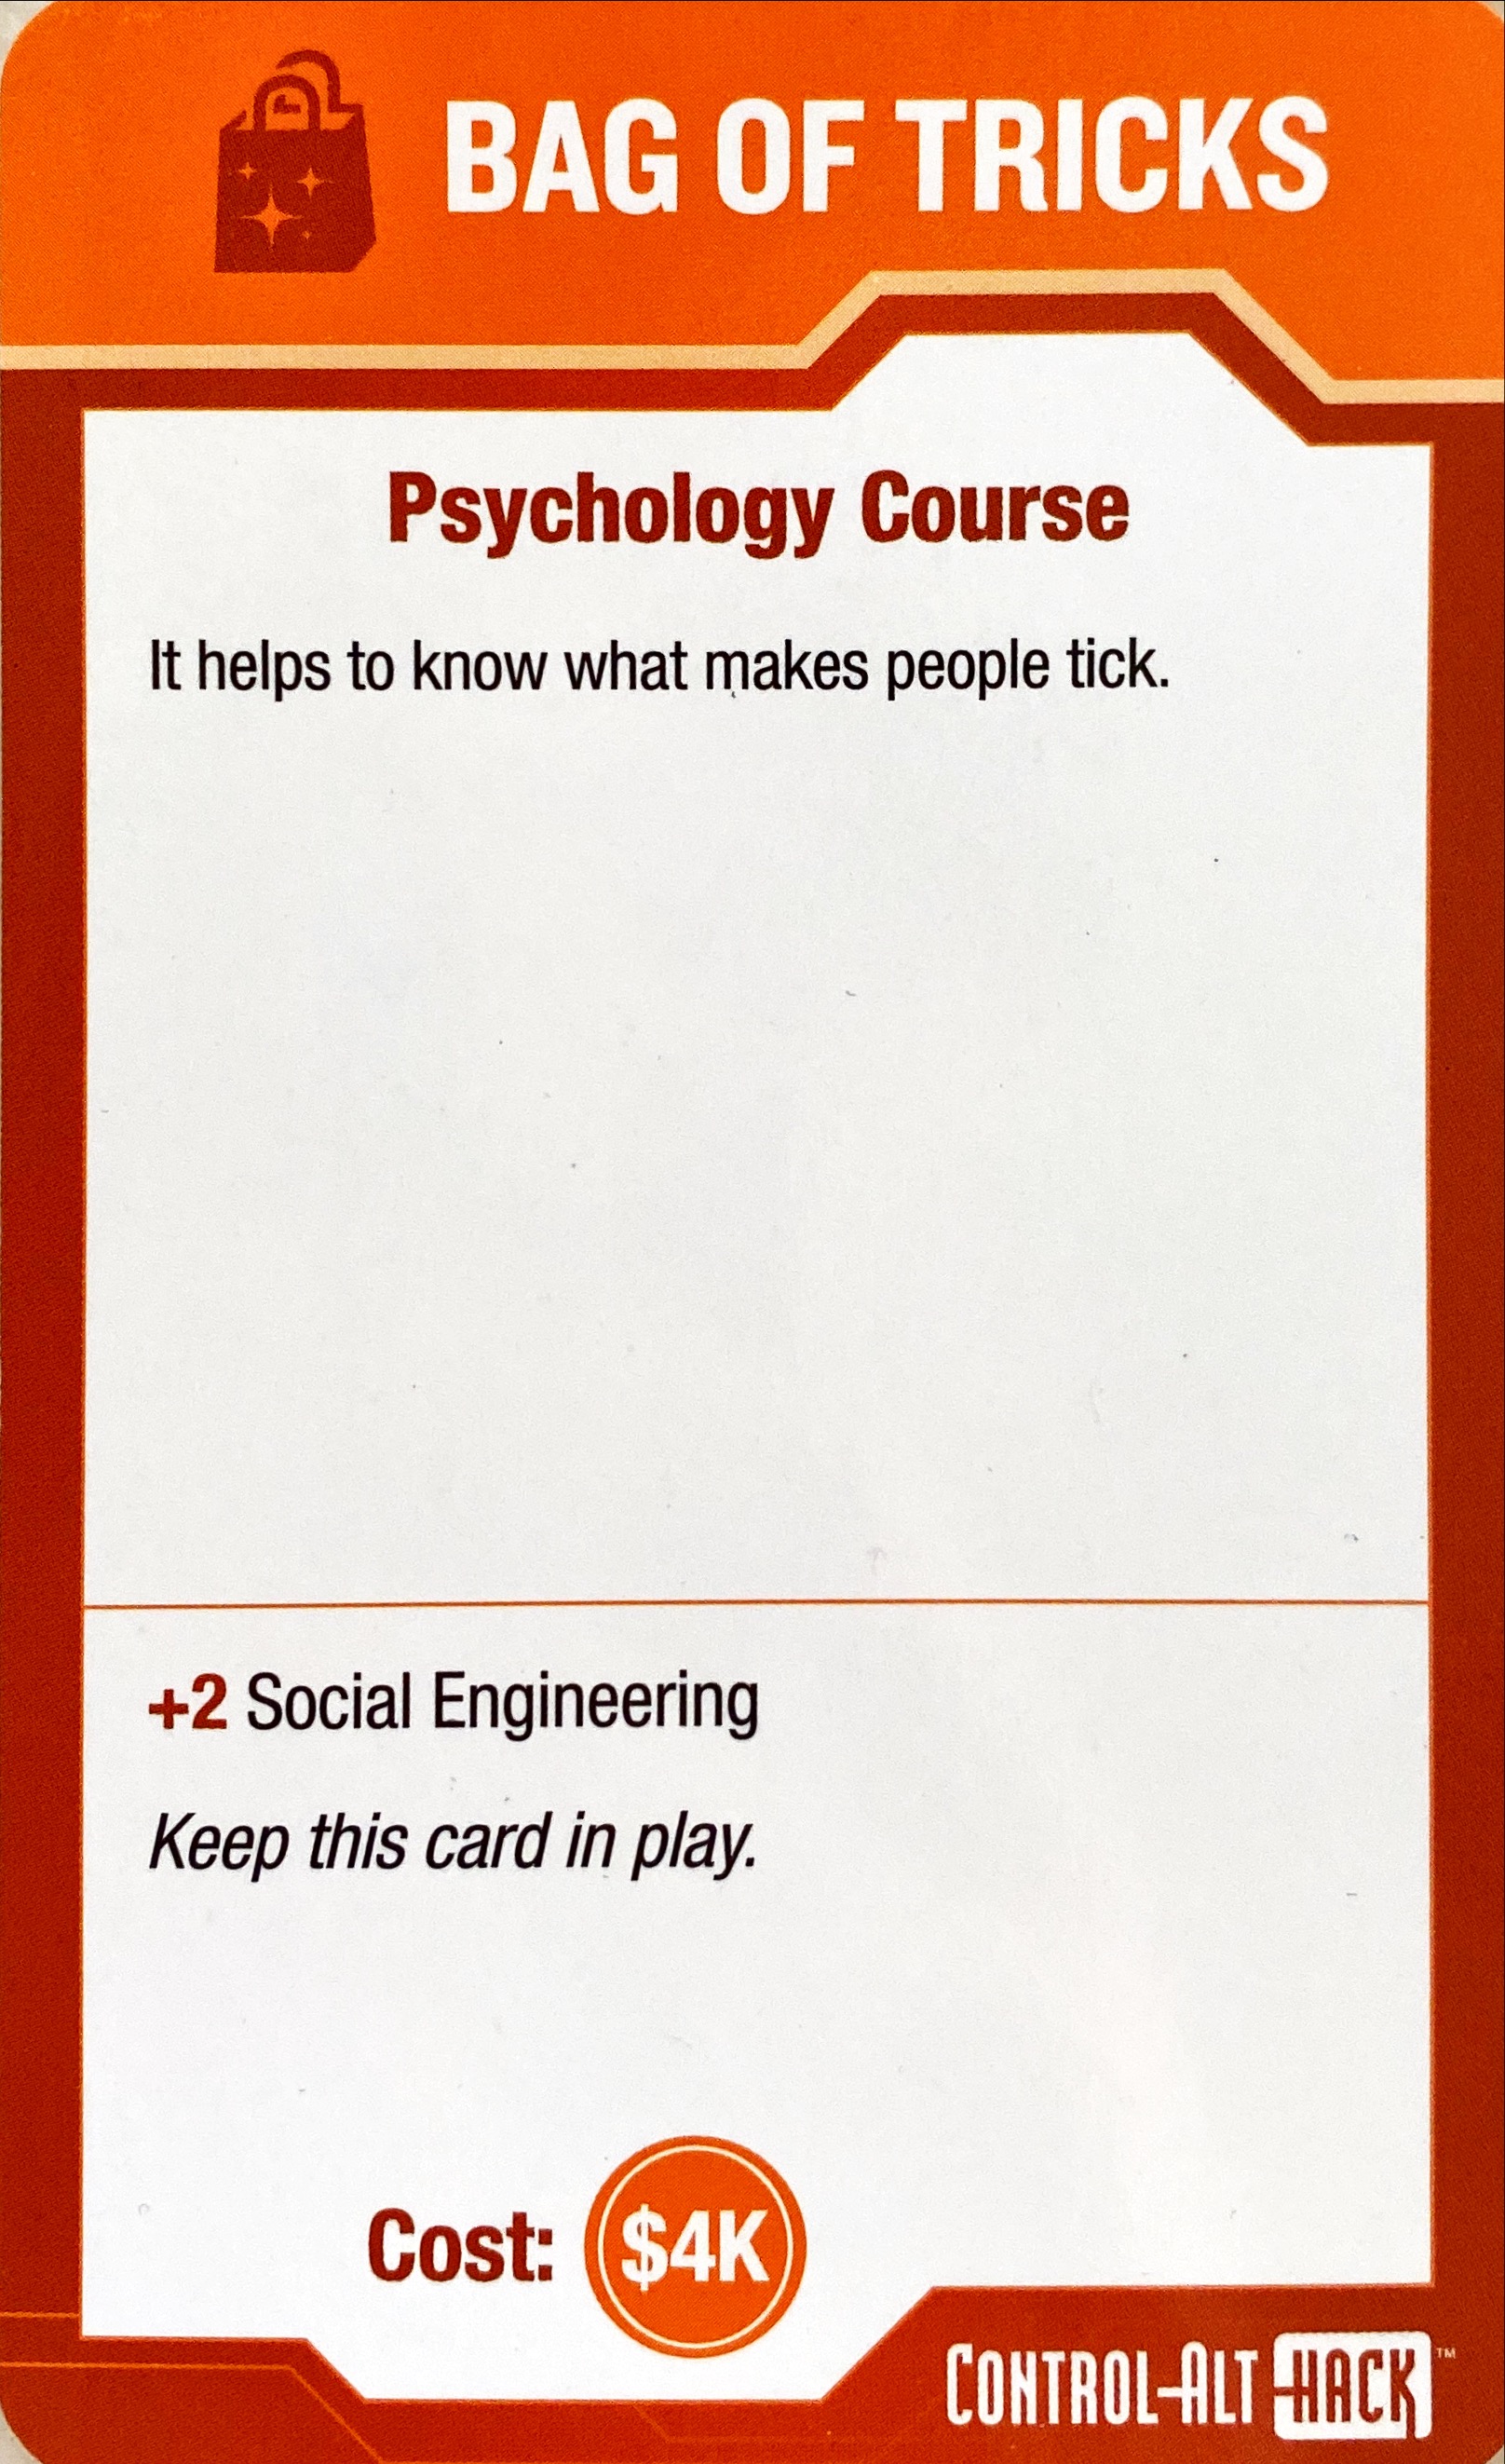 BAG OF TRICKS
Psychology Course
It helps to know what makes people tick.
+2 Social Engineering
Keep this card in play.
Cost: $4K
CONTROL-ALT-HACK™